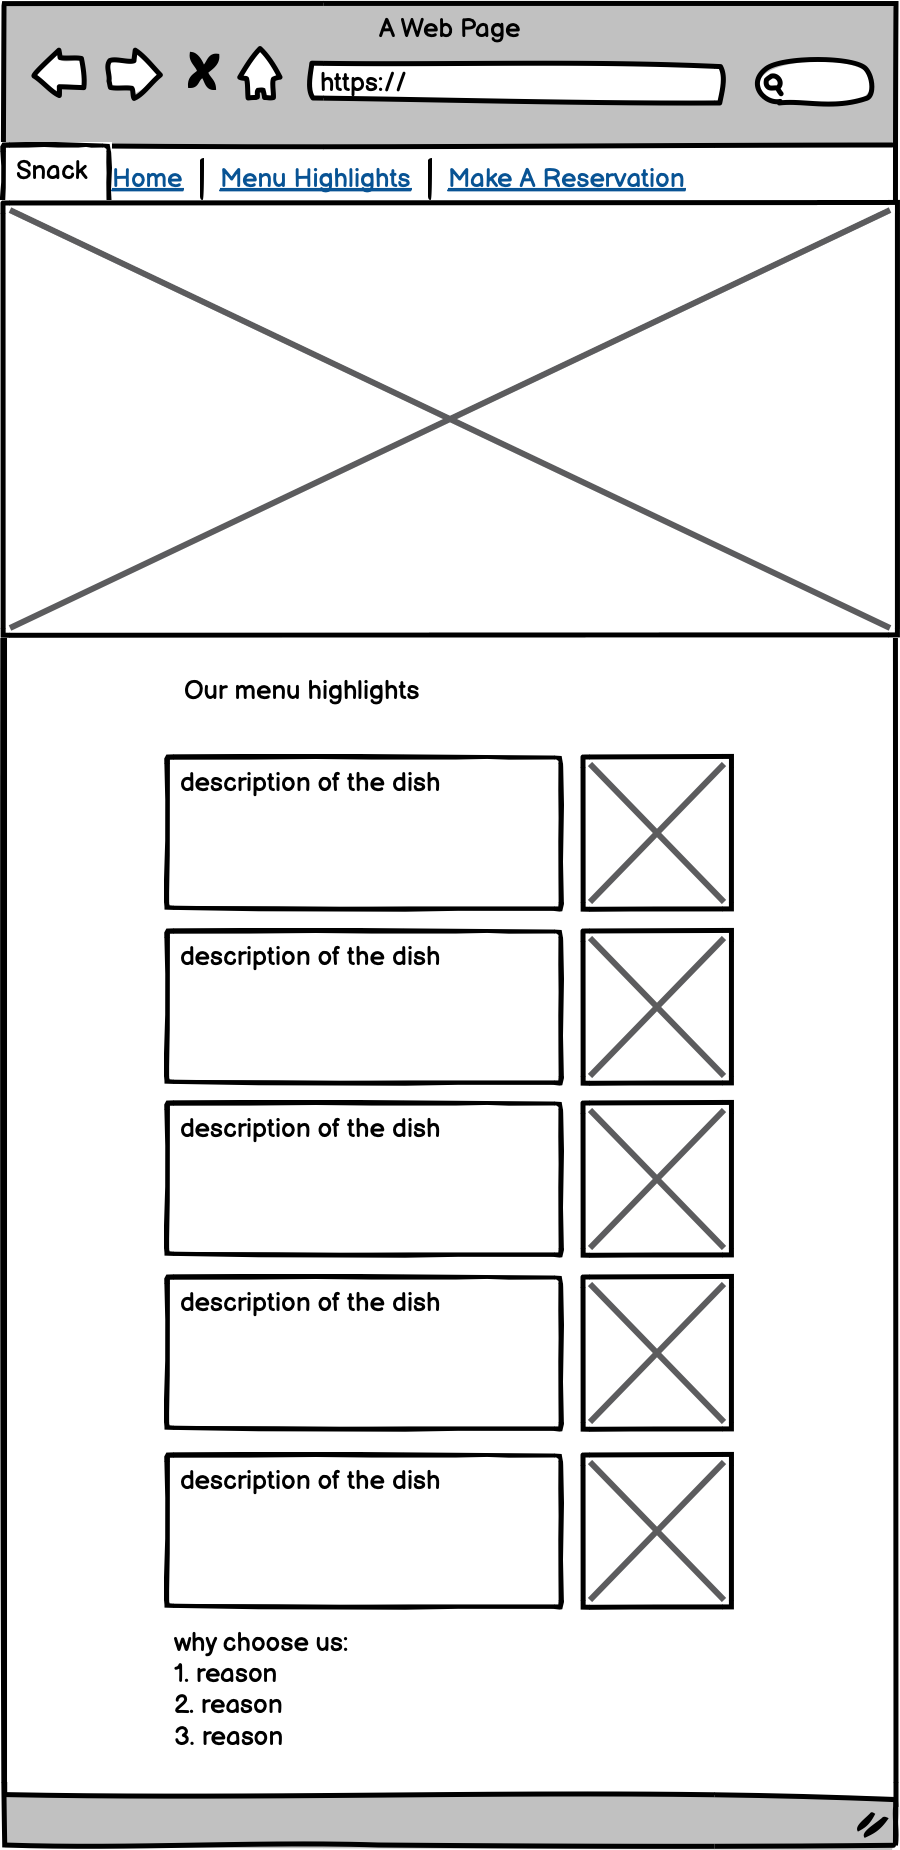 A Web Page
https://
Snack
Home | Menu Highlights | Make A Reservation
Our menu highlights
description of the dish
description of the dish
description of the dish
description of the dish
description of the dish
why choose us:
1. reason
2. reason
3. reason